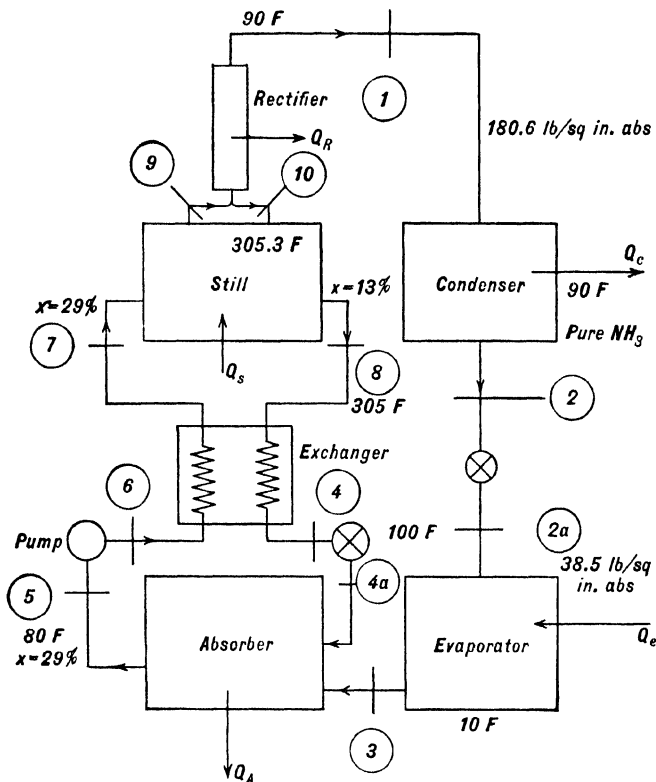 90 F
Rectifier
1
180.6 lb/sq in. abs
Q_R
9
10
305.3 F
Still
x=29%
x=13%
Condenser
Q_c
90 F
Pure NH_3
7
Q_s
8
305 F
2
Exchanger
6
4
Pump
100 F
2a
38.5 lb/sq
in. abs
5
4a
80 F
x=29%
Absorber
Evaporator
Q_e
10 F
3
Q_A